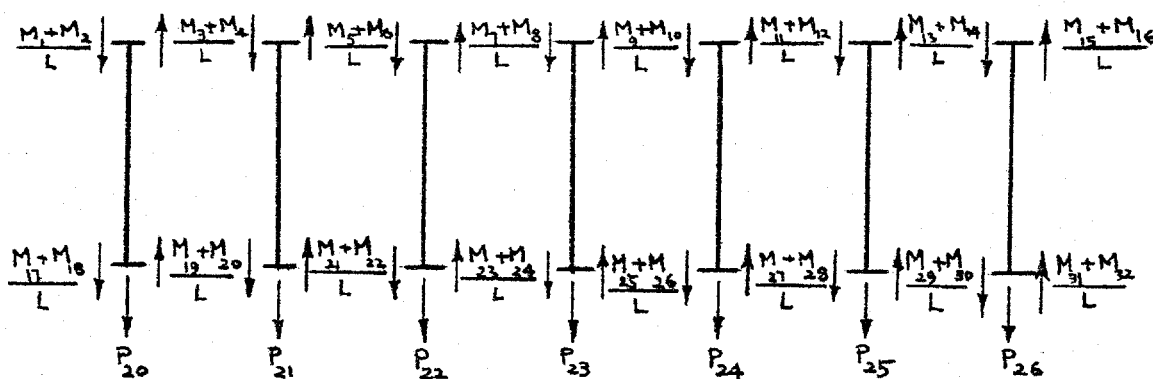 M₁+M₂ M₃+M₄ M₅+M₆ M₇+M₈ M₉+M₁₀ M₁₁+M₁₂ M₁₃+M₁₄ M₁₅+M₁₆
L L L L L L L L
M₁₇+M₁₈ M₁₉+M₂₀ M₂₁+M₂₂ M₂₃+M₂₄ M₂₅+M₂₆ M₂₇+M₂₈ M₂₉+M₃₀ M₃₁+M₃₂
L L L L L L L L
P₂₀ P₂₁ P₂₂ P₂₃ P₂₄ P₂₅ P₂₆